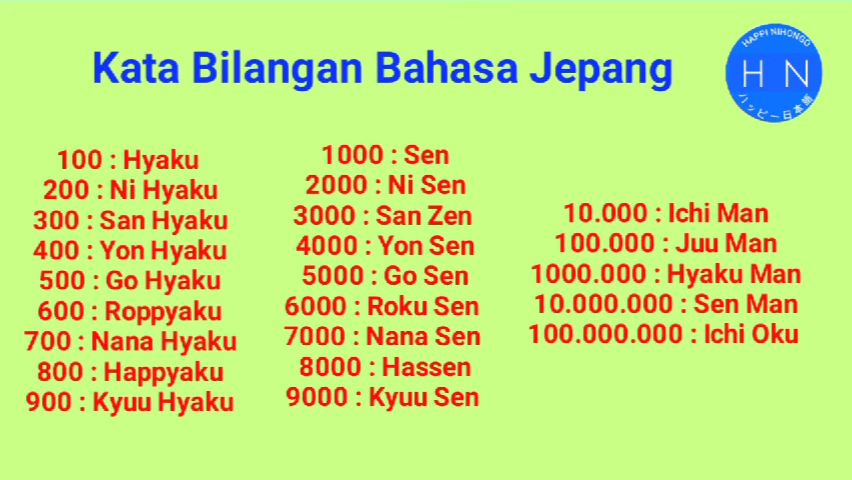 Kata Bilangan Bahasa Jepang
HAPPI NIHONGO
H N
ハッピー日本語
100 : Hyaku
200 : Ni Hyaku
300 : San Hyaku
400 : Yon Hyaku
500 : Go Hyaku
600 : Roppyaku
700 : Nana Hyaku
800 : Happyaku
900 : Kyuu Hyaku
1000 : Sen
2000 : Ni Sen
3000 : San Zen
4000 : Yon Sen
5000 : Go Sen
6000 : Roku Sen
7000 : Nana Sen
8000 : Hassen
9000 : Kyuu Sen
10.000 : Ichi Man
100.000 : Juu Man
1000.000 : Hyaku Man
10.000.000 : Sen Man
100.000.000 : Ichi Oku